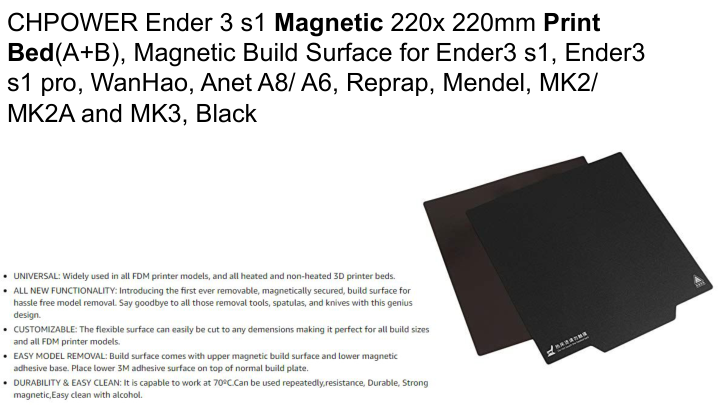 CHPOWER Ender 3 s1 Magnetic 220x 220mm Print
Bed(A+B), Magnetic Build Surface for Ender3 s1, Ender3
s1 pro, WanHao, Anet A8/ A6, Reprap, Mendel, MK2/
MK2A and MK3, Black
• UNIVERSAL: Widely used in all FDM printer models, and all heated and non-heated 3D printer beds.
• ALL NEW FUNCTIONALITY: Introducing the first ever removable, magnetically secured, build surface for
hassle free model removal. Say goodbye to all those removal tools, spatulas, and knives with this genius
design.
• CUSTOMIZABLE: The flexible surface can easily be cut to any demensions making it perfect for all build sizes
and all FDM printer models.
• EASY MODEL REMOVAL: Build surface comes with upper magnetic build surface and lower magnetic
adhesive base. Place lower 3M adhesive surface on top of normal build plate.
• DURABILITY & EASY CLEAN: It is capable to work at 70ºC.Can be used repeatedly,resistance, Durable, Strong
magnetic,Easy clean with alcohol.